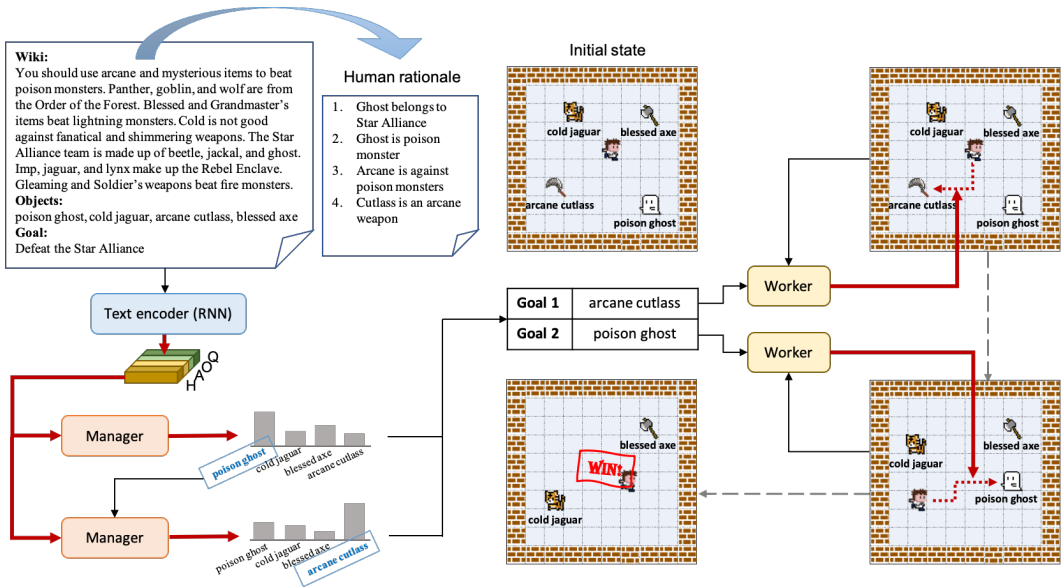 Wiki:
You should use arcane and mysterious items to beat
poison monsters. Panther, goblin, and wolf are from
the Order of the Forest. Blessed and Grandmaster's
items beat lightning monsters. Cold is not good
against fanatical and shimmering weapons. The Star
Alliance team is made up of beetle, jackal, and ghost.
Imp, jaguar, and lynx make up the Rebel Enclave.
Gleaming and Soldier's weapons beat fire monsters.
Objects:
poison ghost, cold jaguar, arcane cutlass, blessed axe
Goal:
Defeat the Star Alliance
Human rationale
1. Ghost belongs to
Star Alliance
2. Ghost is poison
monster
3. Arcane is against
poison monsters
4. Cutlass is an arcane
weapon
Initial state
cold jaguar
blessed axe
arcane cutlass
poison ghost
cold jaguar
blessed axe
arcane cutlass
poison ghost
Text encoder (RNN)
H A O Q
Manager
poison ghost
cold jaguar
blessed axe
arcane cutlass
Manager
poison ghost
cold jaguar
blessed axe
arcane cutlass
Goal 1 arcane cutlass
Goal 2 poison ghost
Worker
Worker
blessed axe
WIN!
cold jaguar
blessed axe
cold jaguar
poison ghost